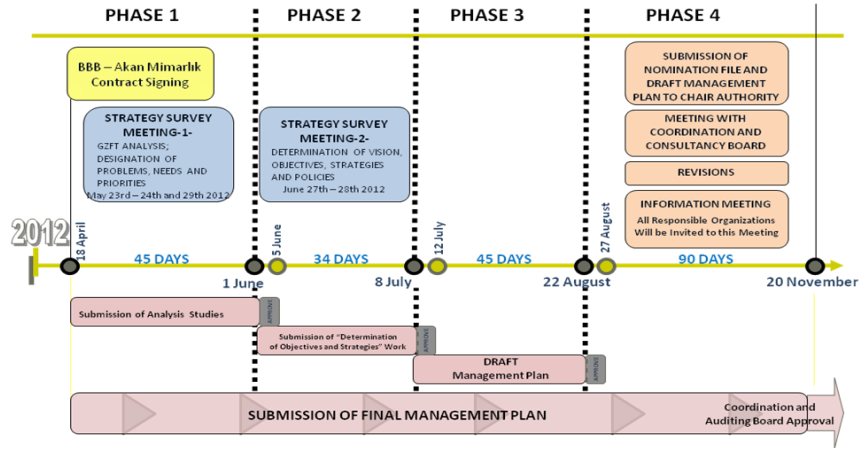 PHASE 1
PHASE 2
PHASE 3
PHASE 4
BBB – Akan Mimarlık
Contract Signing
STRATEGY SURVEY
MEETING-1-
GZFT ANALYSIS;
DESIGNATION OF
PROBLEMS, NEEDS AND
PRIORITIES
May 23rd – 24th and 29th 2012
STRATEGY SURVEY
MEETING-2-
DETERMINATION OF VISION,
OBJECTIVES, STRATEGIES
AND POLICIES
June 27th – 28th 2012
SUBMISSION OF
NOMINATION FILE AND
DRAFT MANAGEMENT
PLAN TO CHAIR AUTHORITY
MEETING WITH
COORDINATION AND
CONSULTANCY BOARD
REVISIONS
INFORMATION MEETING
All Responsible Organizations
Will be Invited to this Meeting
2012
18 April
5 June
12 July
27 August
45 DAYS
34 DAYS
45 DAYS
90 DAYS
1 June
8 July
22 August
20 November
Submission of Analysis Studies
APPROVE
Submission of "Determination
of Objectives and Strategies" Work
APPROVE
DRAFT
Management Plan
APPROVE
SUBMISSION OF FINAL MANAGEMENT PLAN
Coordination and
Auditing Board Approval